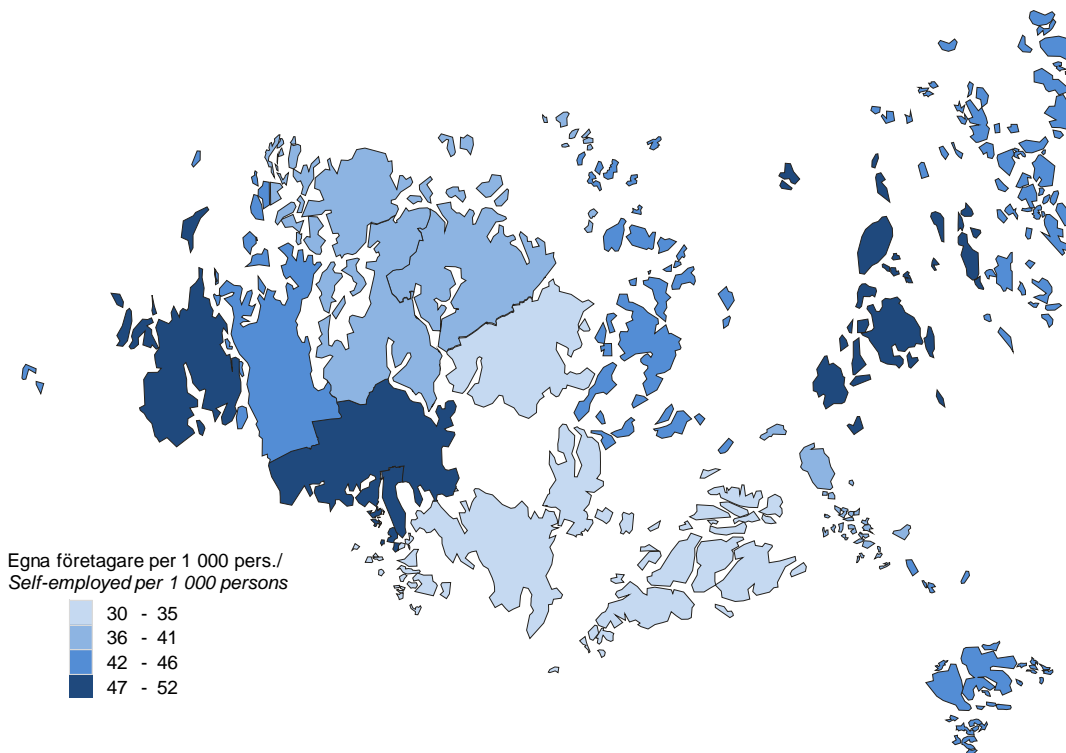 Egna företagare per 1 000 pers./
Self-employed per 1 000 persons
30 - 35
36 - 41
42 - 46
47 - 52